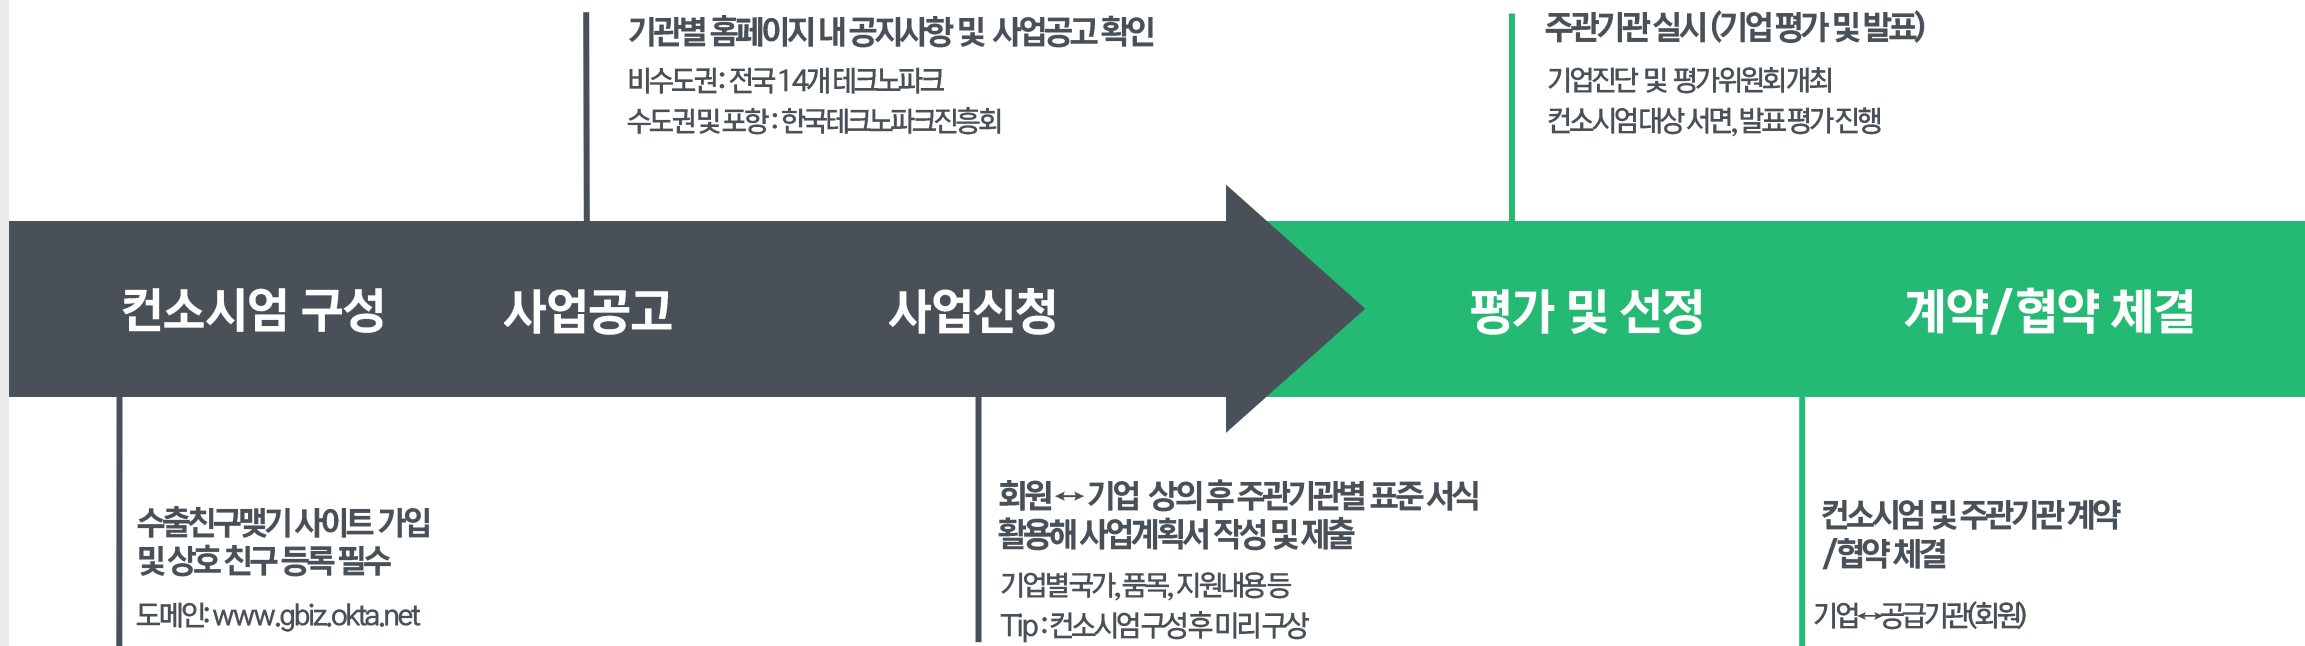 기관별 홈페이지 내 공지사항 및 사업공고 확인
비수도권 : 전국 14개 테크노파크
수도권 및 포항 : 한국테크노파크진흥회
주관기관 실시 (기업 평가 및 발표)
기업진단 및 평가위원회 개최
컨소시엄 대상 서면, 발표 평가 진행
컨소시엄 구성
사업공고
사업신청
평가 및 선정
계약/협약 체결
수출친구맺기 사이트 가입
및 상호 친구 등록 필수
도메인: www.gbiz.okta.net
회원↔기업 상의 후 주관기관별 표준 서식
활용해 사업계획서 작성 및 제출
기업별 국가, 품목, 지원내용 등
Tip : 컨소시엄 구성 후 미리 구상
컨소시엄 및 주관기관 계약
/협약 체결
기업↔공급기관(회원)